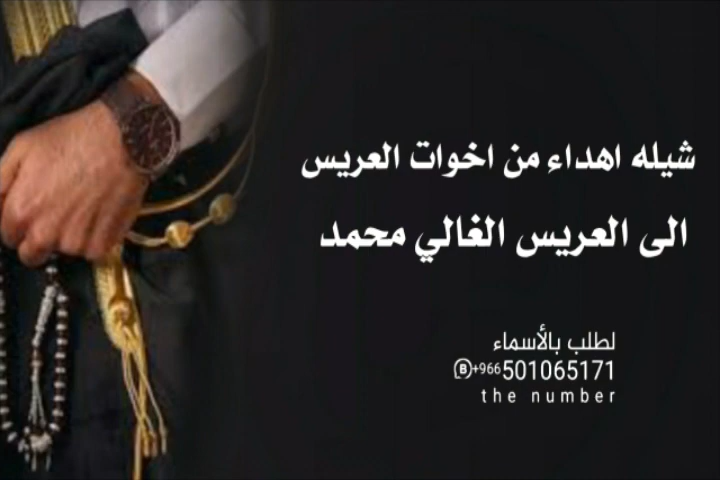 شيله اهداء من اخوات العريس
الى العريس الغالي محمد
لطلب بالأسماء
+966501065171
the number